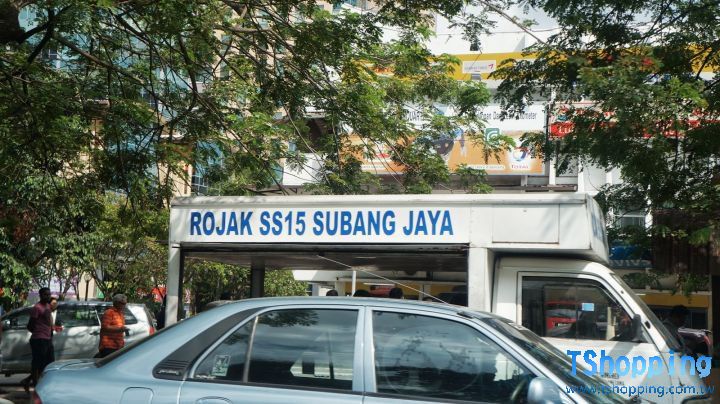 ROJAK SS15 SUBANG JAYA
TShopping
www.tshopping.com.tw